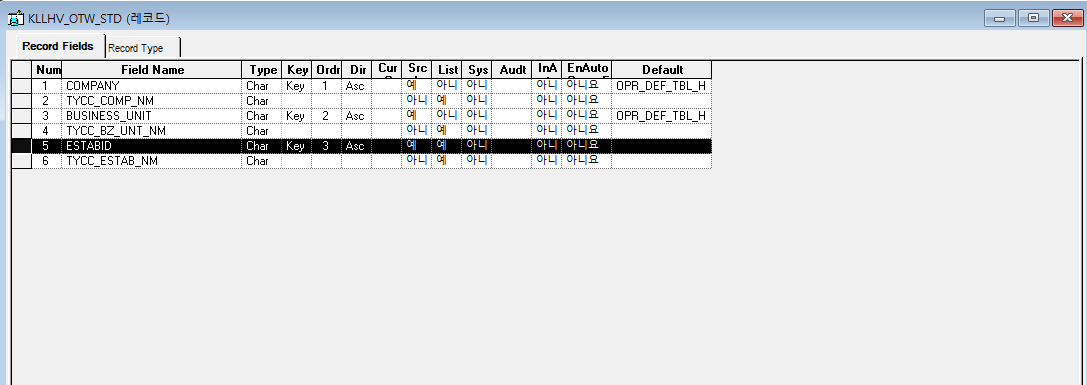 KLLHV_OTW_STD (레코드)
Record Fields Record Type
Num Field Name Type Key Ordr Dir Cur Src List Sys Audt InA EnAuto Default
1 COMPANY Char Key 1 Asc 예 아니 아니 아니 아니요 OPR_DEF_TBL_H
2 TYCC_COMP_NM Char 아니 예 아니 아니 아니요
3 BUSINESS_UNIT Char Key 2 Asc 예 아니 아니 아니 아니요 OPR_DEF_TBL_H
4 TYCC_BZ_UNT_NM Char 아니 예 아니 아니 아니요
5 ESTABID Char Key 3 Asc 예 예 아니 아니 아니요
6 TYCC_ESTAB_NM Char 아니 예 아니 아니 아니요